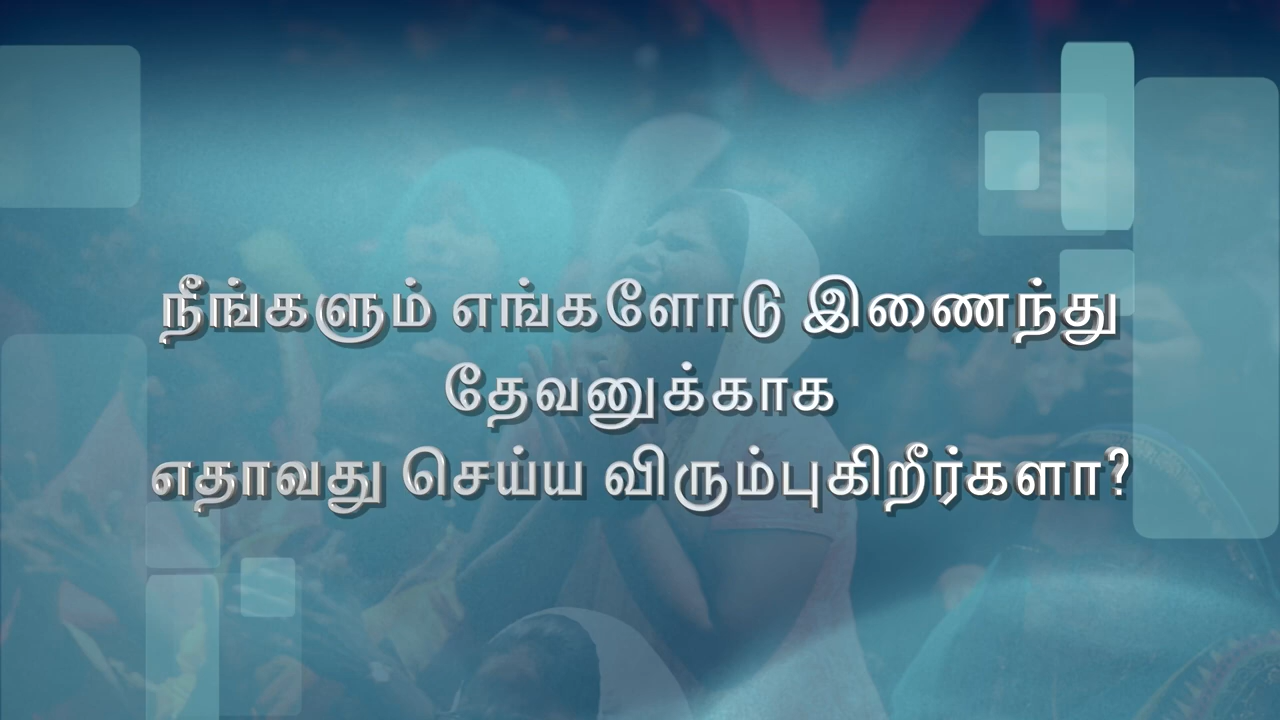 நீங்களும் எங்களோடு இணைந்து
தேவனுக்காக
எதாவது செய்ய விரும்புகிறீர்களா?